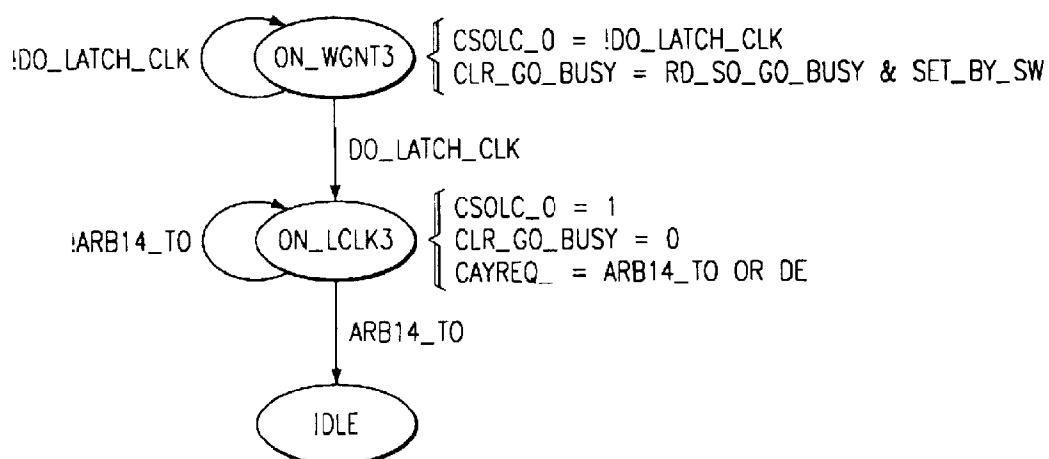 !DO_LATCH_CLK
ON_WGNT3
CSOLC_0 = !DO_LATCH_CLK
CLR_GO_BUSY = RD_SO_GO_BUSY & SET_BY_SW
DO_LATCH_CLK
!ARB14_TO
ON_LCLK3
CSOLC_0 = 1
CLR_GO_BUSY = 0
CAYREQ_ = ARB14_TO OR DE
ARB14_TO
IDLE